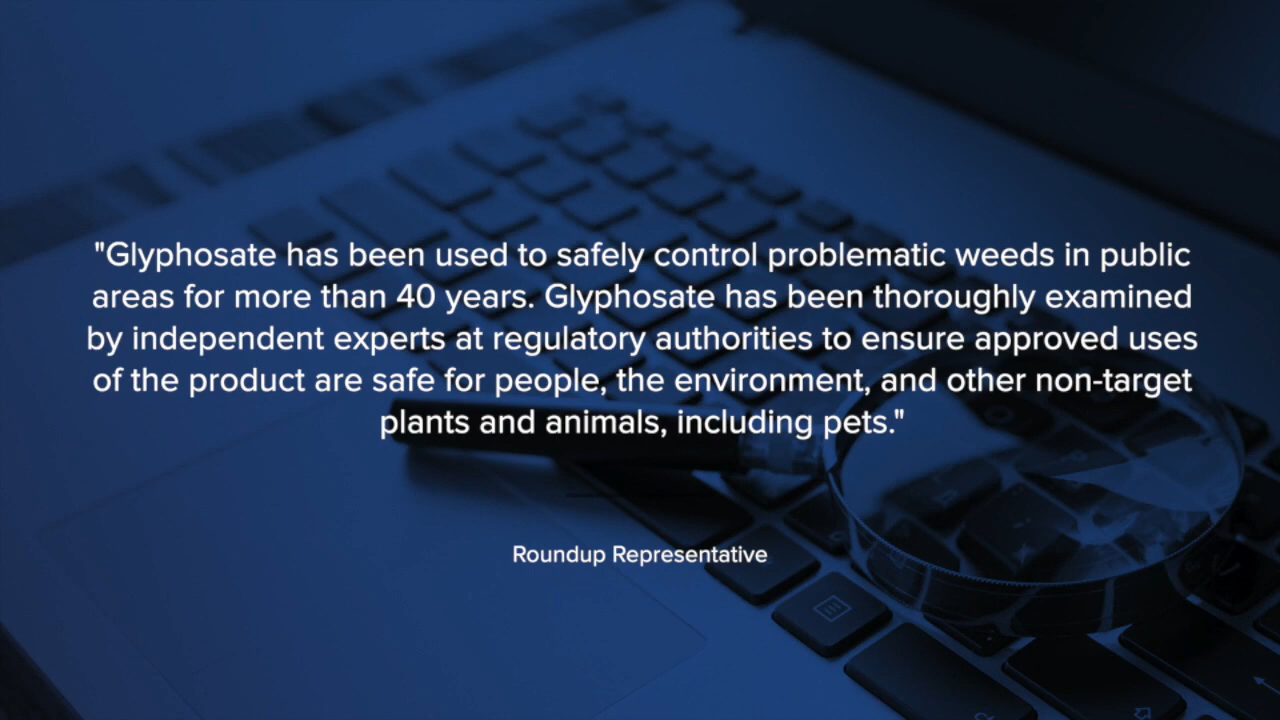 "Glyphosate has been used to safely control problematic weeds in public
areas for more than 40 years. Glyphosate has been thoroughly examined
by independent experts at regulatory authorities to ensure approved uses
of the product are safe for people, the environment, and other non-target
plants and animals, including pets."
Roundup Representative